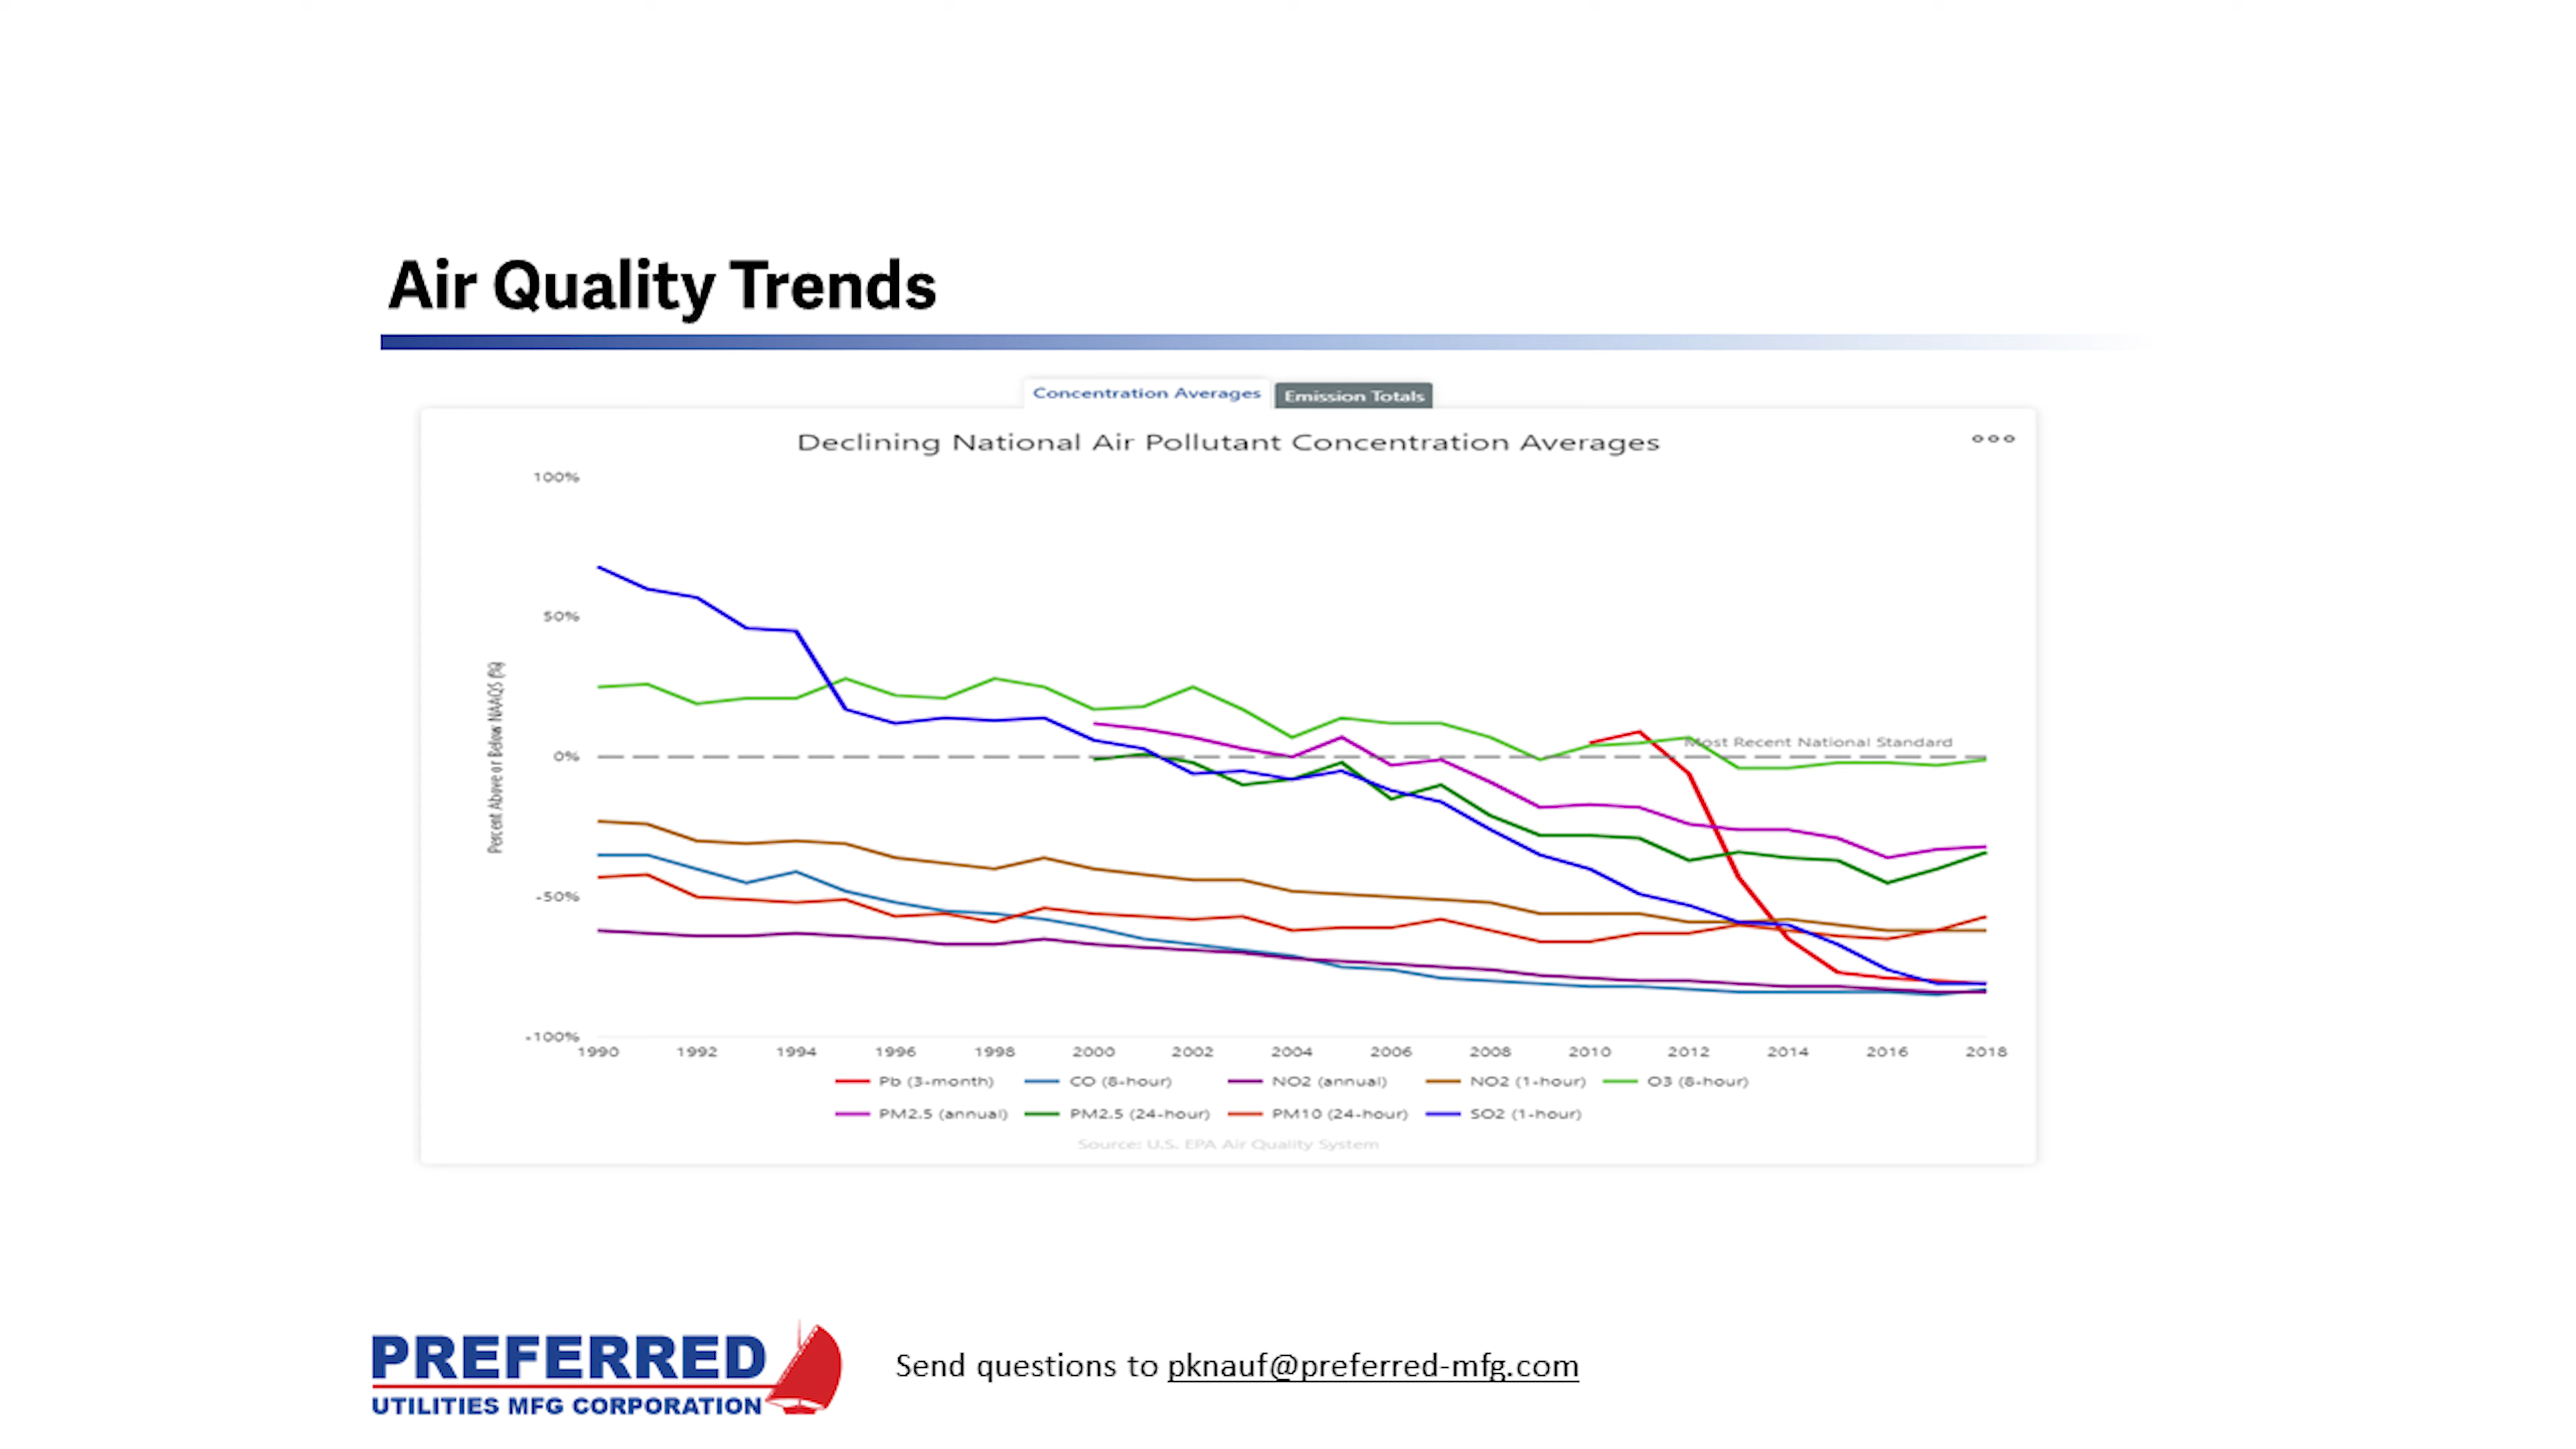 Air Quality Trends
Concentration Averages Emission Totals
Declining National Air Pollutant Concentration Averages
100%
50%
0%
-50%
-100%
Percent Above or Below NAAQS (%)
Most Recent National Standard
1990 1992 1994 1996 1998 2000 2002 2004 2006 2008 2010 2012 2014 2016 2018
Pb (3-month) CO (8-hour) NO2 (annual) NO2 (1-hour) O3 (8-hour)
PM2.5 (annual) PM2.5 (24-hour) PM10 (24-hour) SO2 (1-hour)
Source: U.S. EPA Air Quality System
PREFERRED
UTILITIES MFG CORPORATION
Send questions to pknauf@preferred-mfg.com